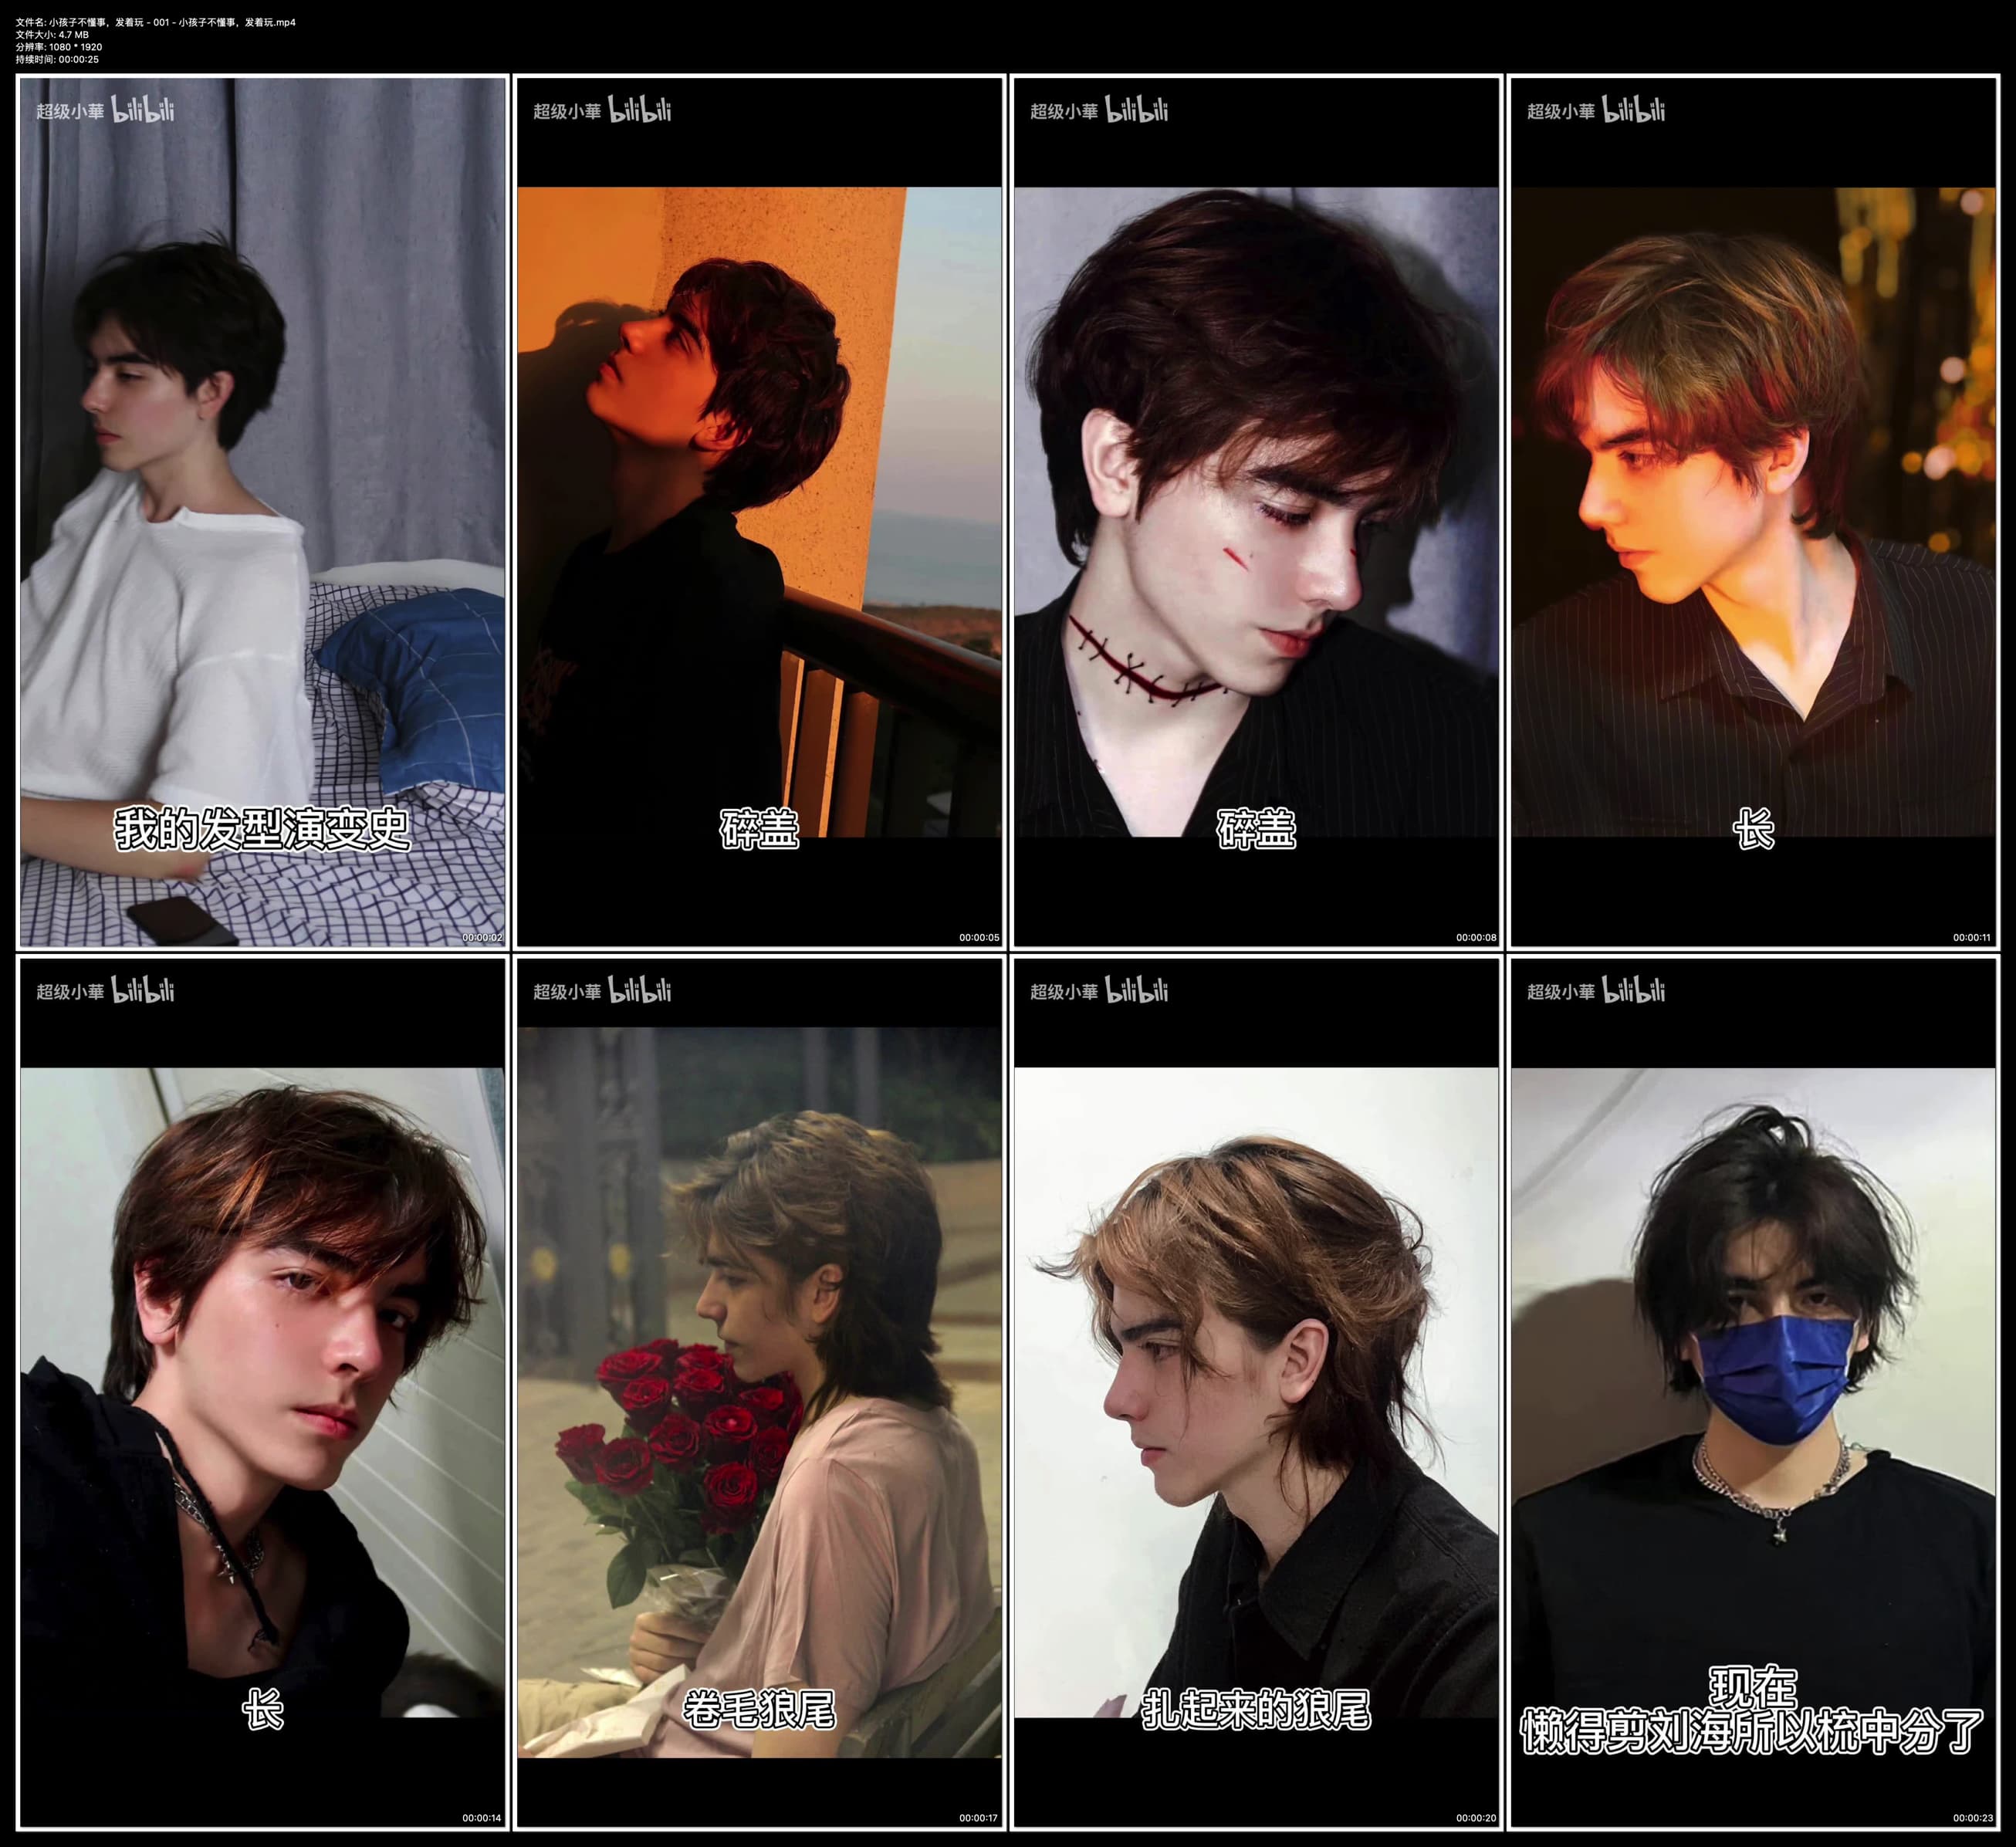 文件名: 小孩子不懂事，发着玩 - 001 - 小孩子不懂事，发着玩.mp4
文件大小: 4.7 MB
分辨率: 1080 * 1920
持续时间: 00:00:25
超级小華 bilibili
我的发型演变史
00:00:02
超级小華 bilibili
碎盖
00:00:05
超级小華 bilibili
碎盖
00:00:08
超级小華 bilibili
长
00:00:11
超级小華 bilibili
长
00:00:14
超级小華 bilibili
卷毛狼尾
00:00:17
超级小華 bilibili
扎起来的狼尾
00:00:20
超级小華 bilibili
现在
懒得剪刘海所以梳中分了
00:00:23